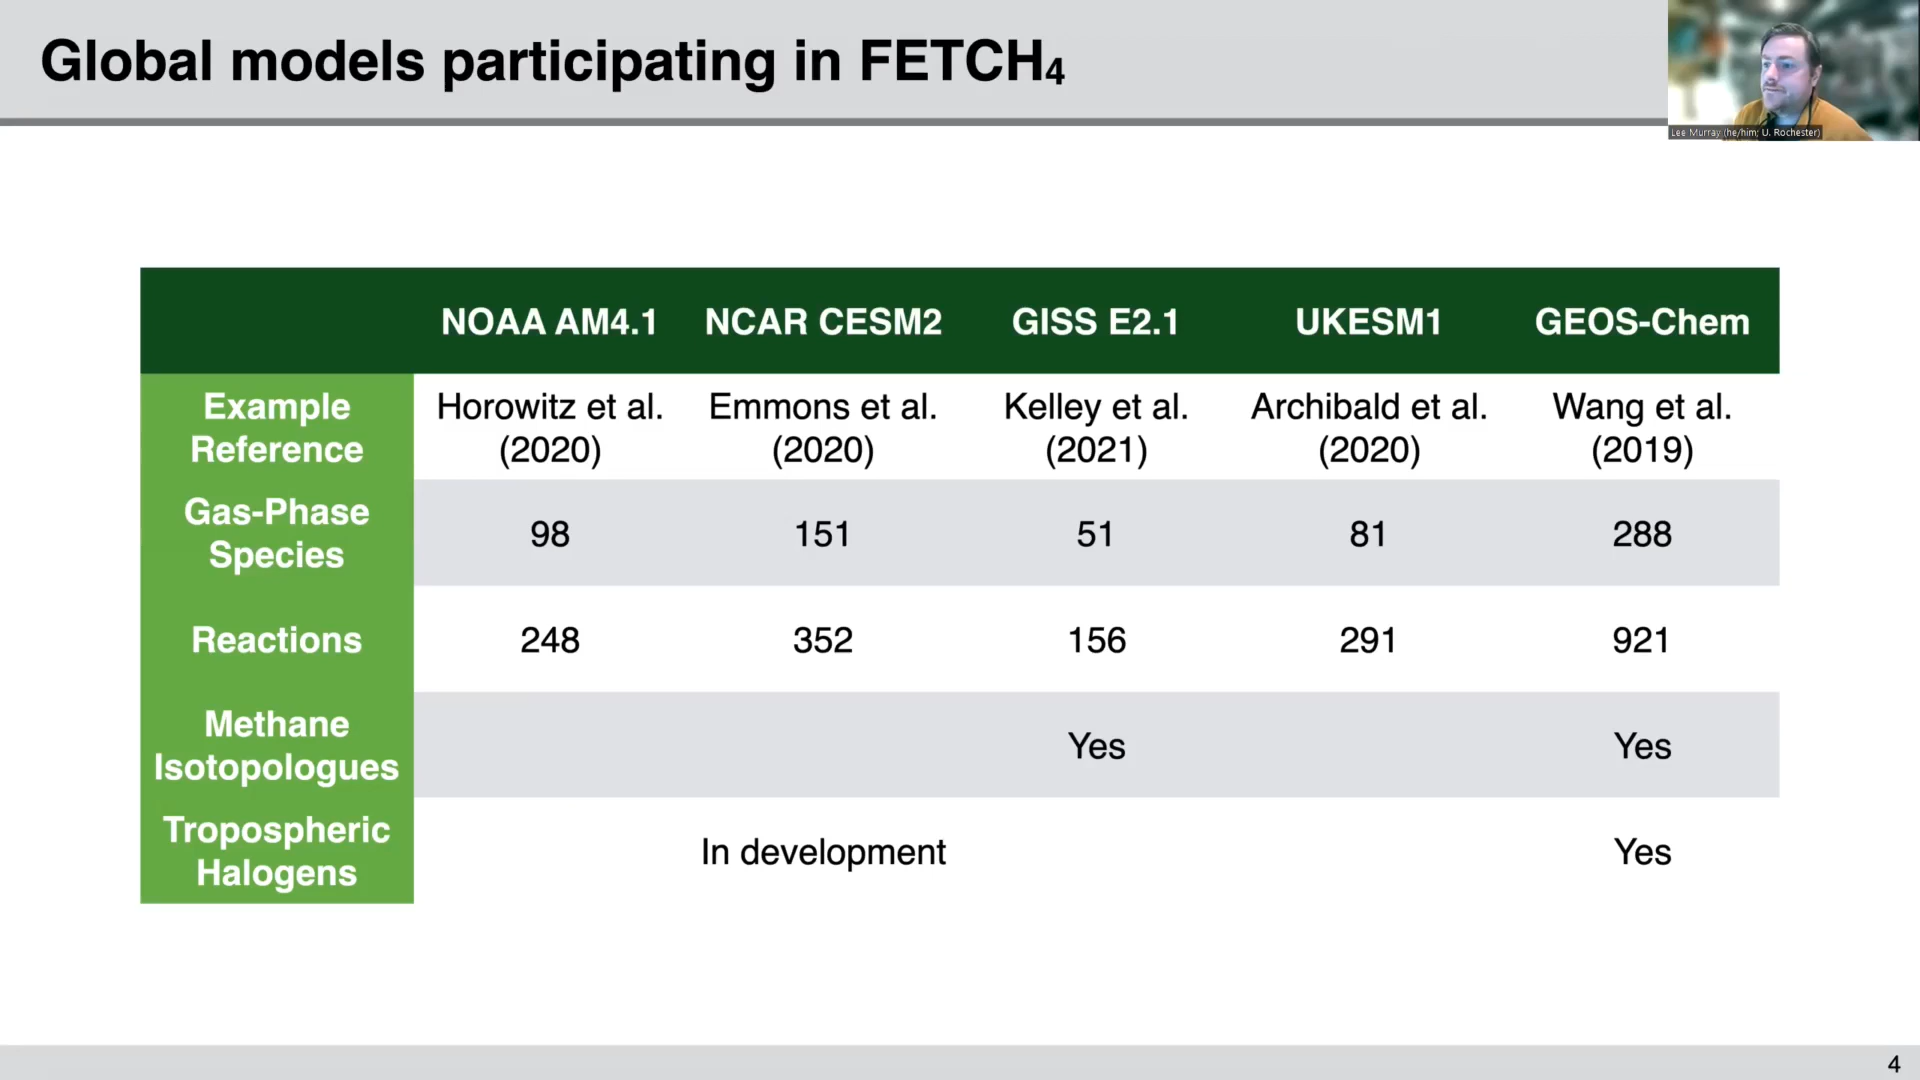 Global models participating in FETCH₄
Lee Murray (he/him; U. Rochester)
NOAA AM4.1 NCAR CESM2 GISS E2.1 UKESM1 GEOS-Chem
Example Reference Horowitz et al. (2020) Emmons et al. (2020) Kelley et al. (2021) Archibald et al. (2020) Wang et al. (2019)
Gas-Phase Species 98 151 51 81 288
Reactions 248 352 156 291 921
Methane Isotopologues Yes Yes
Tropospheric Halogens In development Yes
4